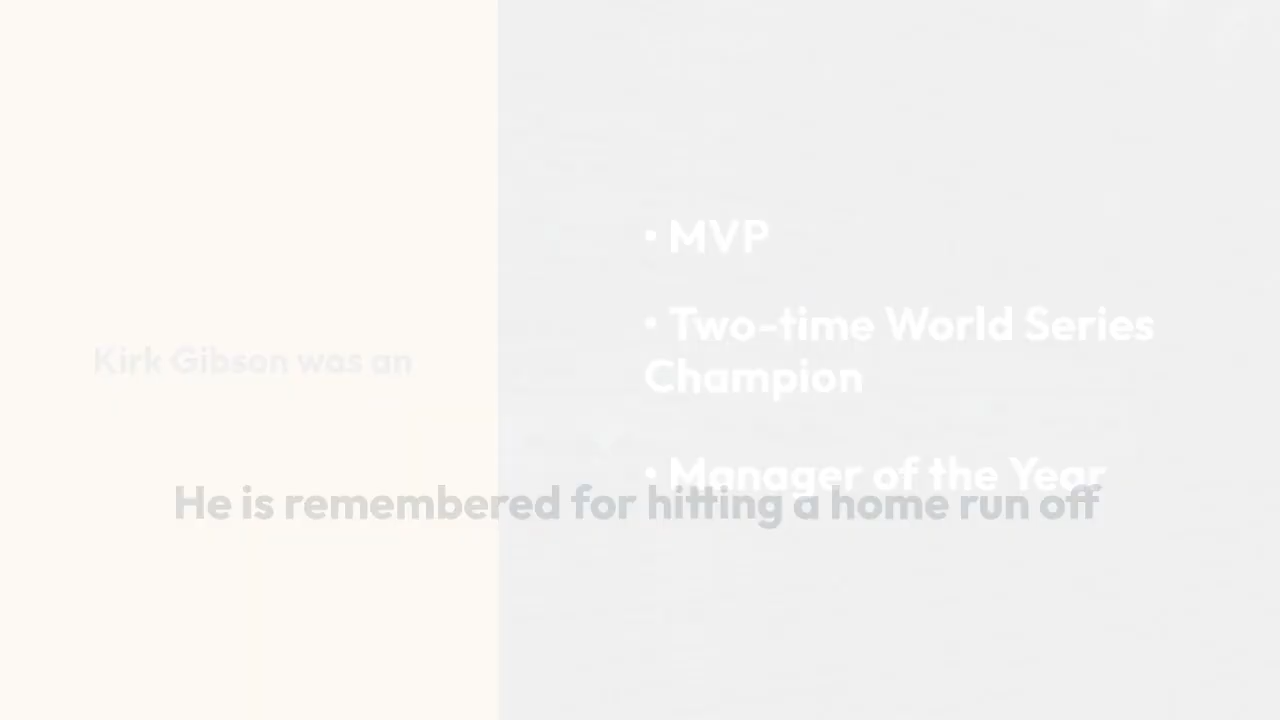 • MVP
• Two-time World Series
Champion
Kirk Gibson was an
• Manager of the Year
He is remembered for hitting a home run off